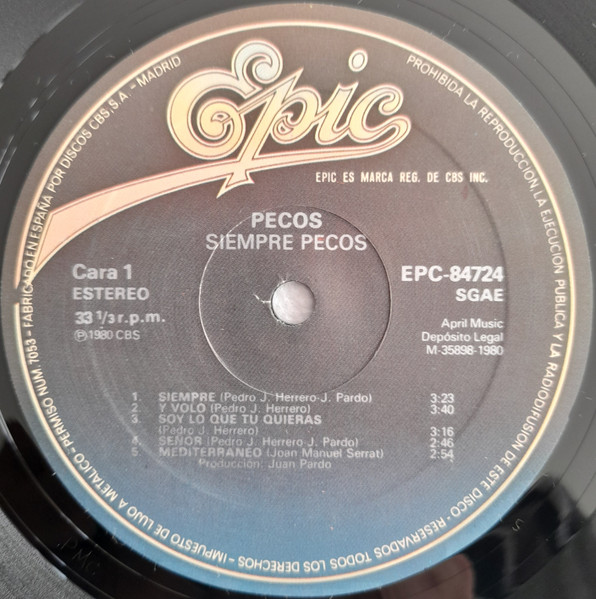 Epic
EPIC ES MARCA REG. DE CBS INC.
PECOS
SIEMPRE PECOS
Cara 1
ESTEREO
33 1/3 r.p.m.
℗ 1980 CBS
EPC-84724
SGAE
April Music
Depósito Legal
M-35898-1980
1. SIEMPRE (Pedro J. Herrero-J. Pardo) 3:23
2. Y VOLO (Pedro J. Herrero) 3:40
3. SOY LO QUE TU QUIERAS
(Pedro J. Herrero) 3:16
4. SEÑOR (Pedro J. Herrero-J. Pardo) 2:46
5. MEDITERRANEO (Joan Manuel Serrat) 2:54
Producción: Juan Pardo
PROHIBIDA LA REPRODUCCION, LA EJECUCION PUBLICA Y LA RADIODIFUSION DE ESTE DISCO - RESERVADOS TODOS LOS DERECHOS - IMPUESTO DE LUJO A METALICO - PERMISO NUM. 7053 - FABRICADO EN ESPAÑA POR DISCOS CBS, S.A. - MADRID